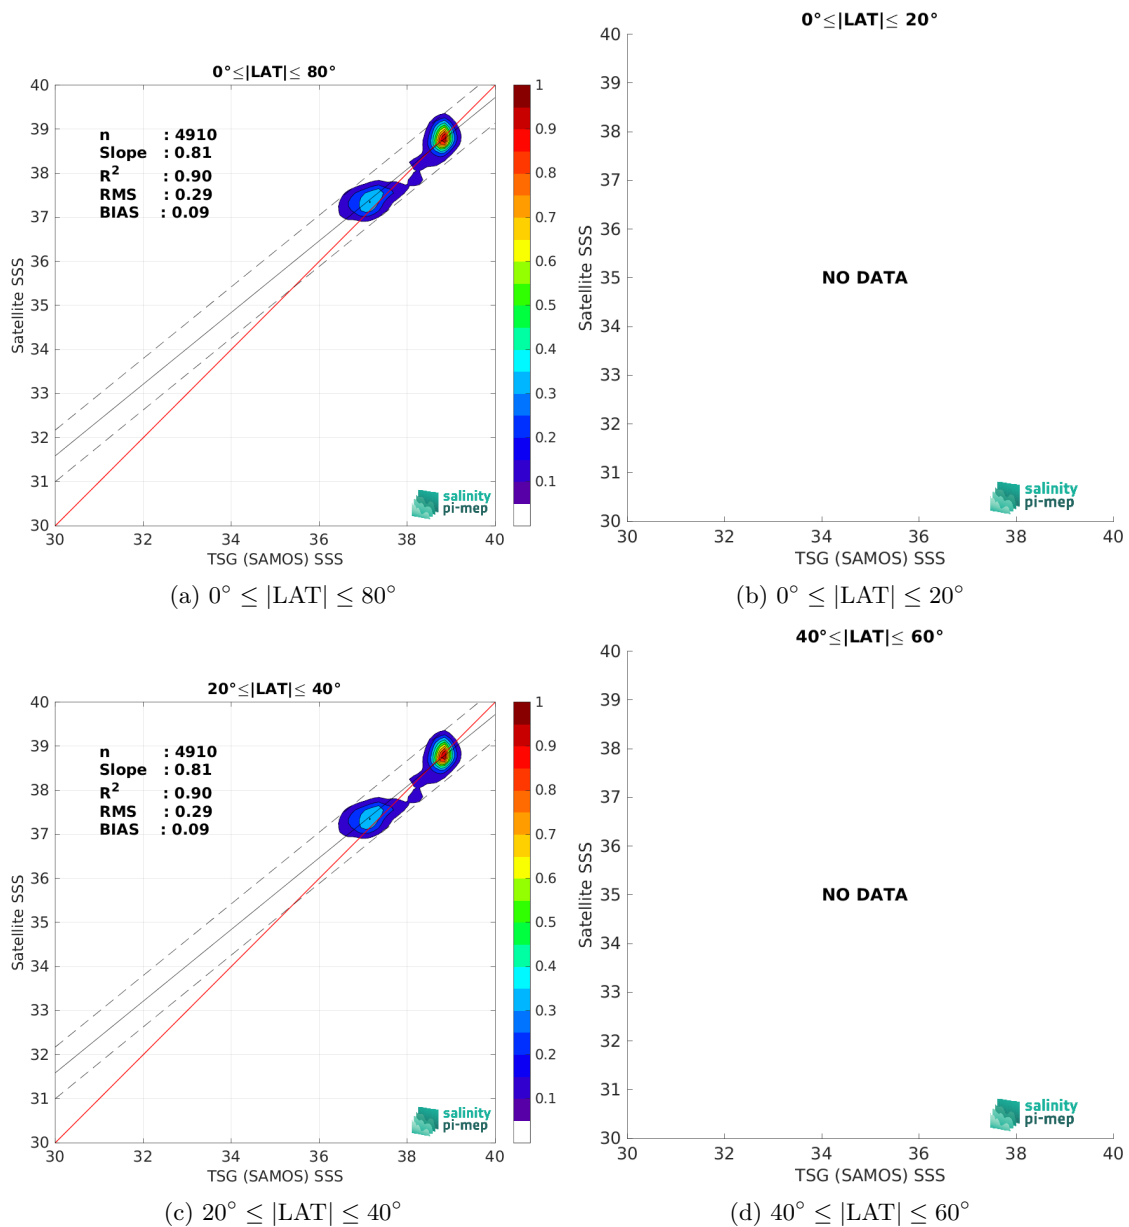 0°≤|LAT|≤ 80°
40
39
38
37
36
35
34
33
32
31
30
Satellite SSS
n : 4910
Slope : 0.81
R2 : 0.90
RMS : 0.29
BIAS : 0.09
1
0.9
0.8
0.7
0.6
0.5
0.4
0.3
0.2
0.1
salinity
pi-mep
30 32 34 36 38 40
TSG (SAMOS) SSS
(a) 0° ≤ |LAT| ≤ 80°
0°≤|LAT|≤ 20°
40
39
38
37
36
35
34
33
32
31
30
Satellite SSS
NO DATA
salinity
pi-mep
30 32 34 36 38 40
TSG (SAMOS) SSS
(b) 0° ≤ |LAT| ≤ 20°
20°≤|LAT|≤ 40°
40
39
38
37
36
35
34
33
32
31
30
Satellite SSS
n : 4910
Slope : 0.81
R2 : 0.90
RMS : 0.29
BIAS : 0.09
1
0.9
0.8
0.7
0.6
0.5
0.4
0.3
0.2
0.1
salinity
pi-mep
30 32 34 36 38 40
TSG (SAMOS) SSS
(c) 20° ≤ |LAT| ≤ 40°
40°≤|LAT|≤ 60°
40
39
38
37
36
35
34
33
32
31
30
Satellite SSS
NO DATA
salinity
pi-mep
30 32 34 36 38 40
TSG (SAMOS) SSS
(d) 40° ≤ |LAT| ≤ 60°